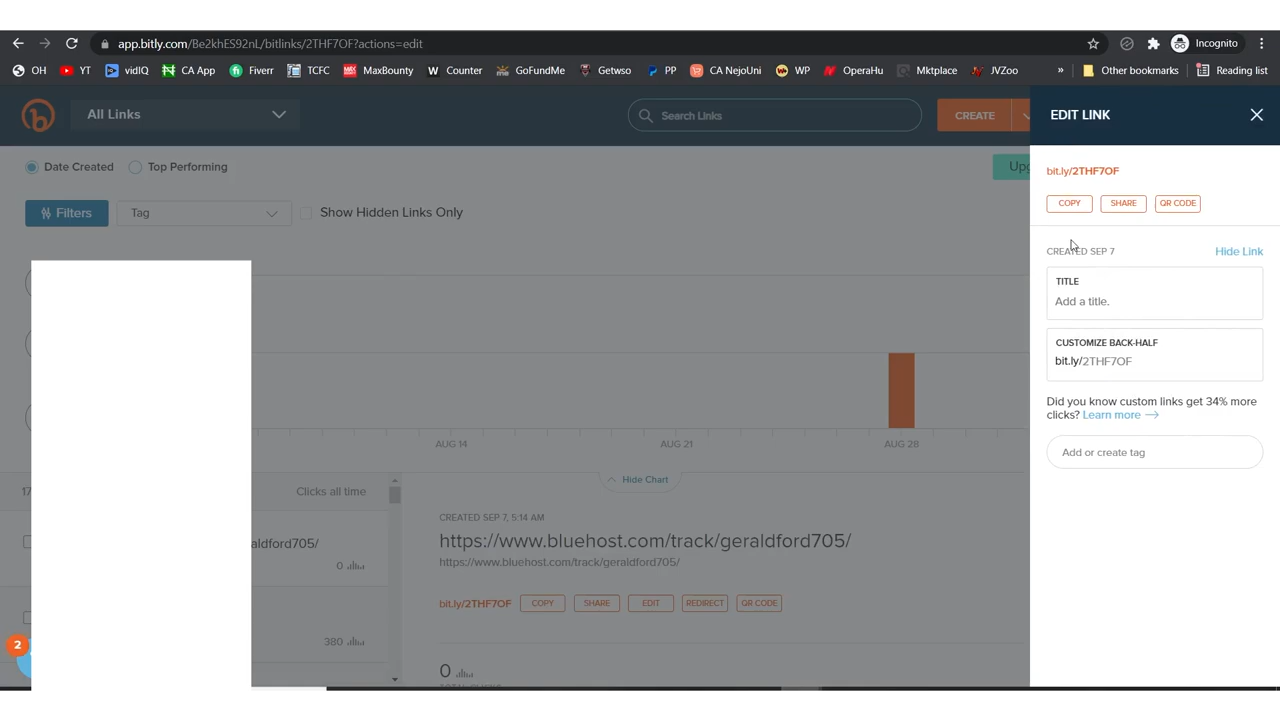 app.bitly.com/Be2khES92nL/bitlinks/2THF7OF?actions=edit
Incognito
OH YT vidIQ CA App Fiverr TCFC MaxBounty Counter GoFundMe Getwso PP CA NejoUni WP OperaHu Mktplace JVZoo » Other bookmarks Reading list
All Links
Search Links
CREATE
EDIT LINK
Date Created Top Performing
Upg
bit.ly/2THF7OF
COPY SHARE QR CODE
Filters
Tag
Show Hidden Links Only
CREATED SEP 7
Hide Link
TITLE
Add a title.
CUSTOMIZE BACK-HALF
bit.ly/2THF7OF
Did you know custom links get 34% more
clicks? Learn more
Add or create tag
AUG 14 AUG 21 AUG 28
Hide Chart
17
Clicks all time
CREATED SEP 7, 5:14 AM
https://www.bluehost.com/track/geraldford705/
https://www.bluehost.com/track/geraldford705/
aldford705/
0
bit.ly/2THF7OF COPY SHARE EDIT REDIRECT QR CODE
380
2
0